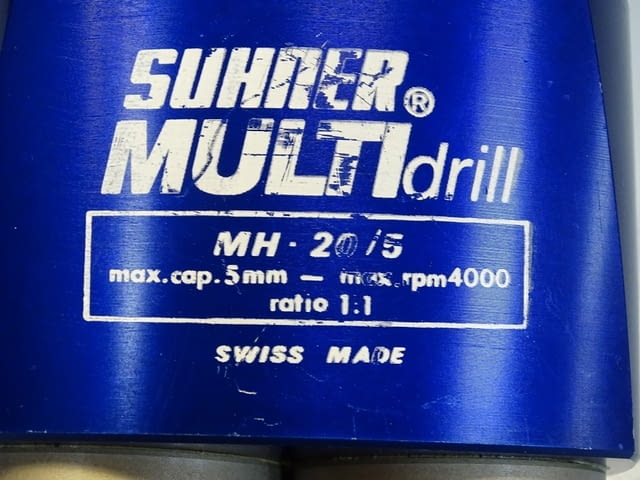 SUHNER®
MULTIdrill
MH - 20/5
max.cap.5mm — max.rpm4000
ratio 1:1
SWISS MADE